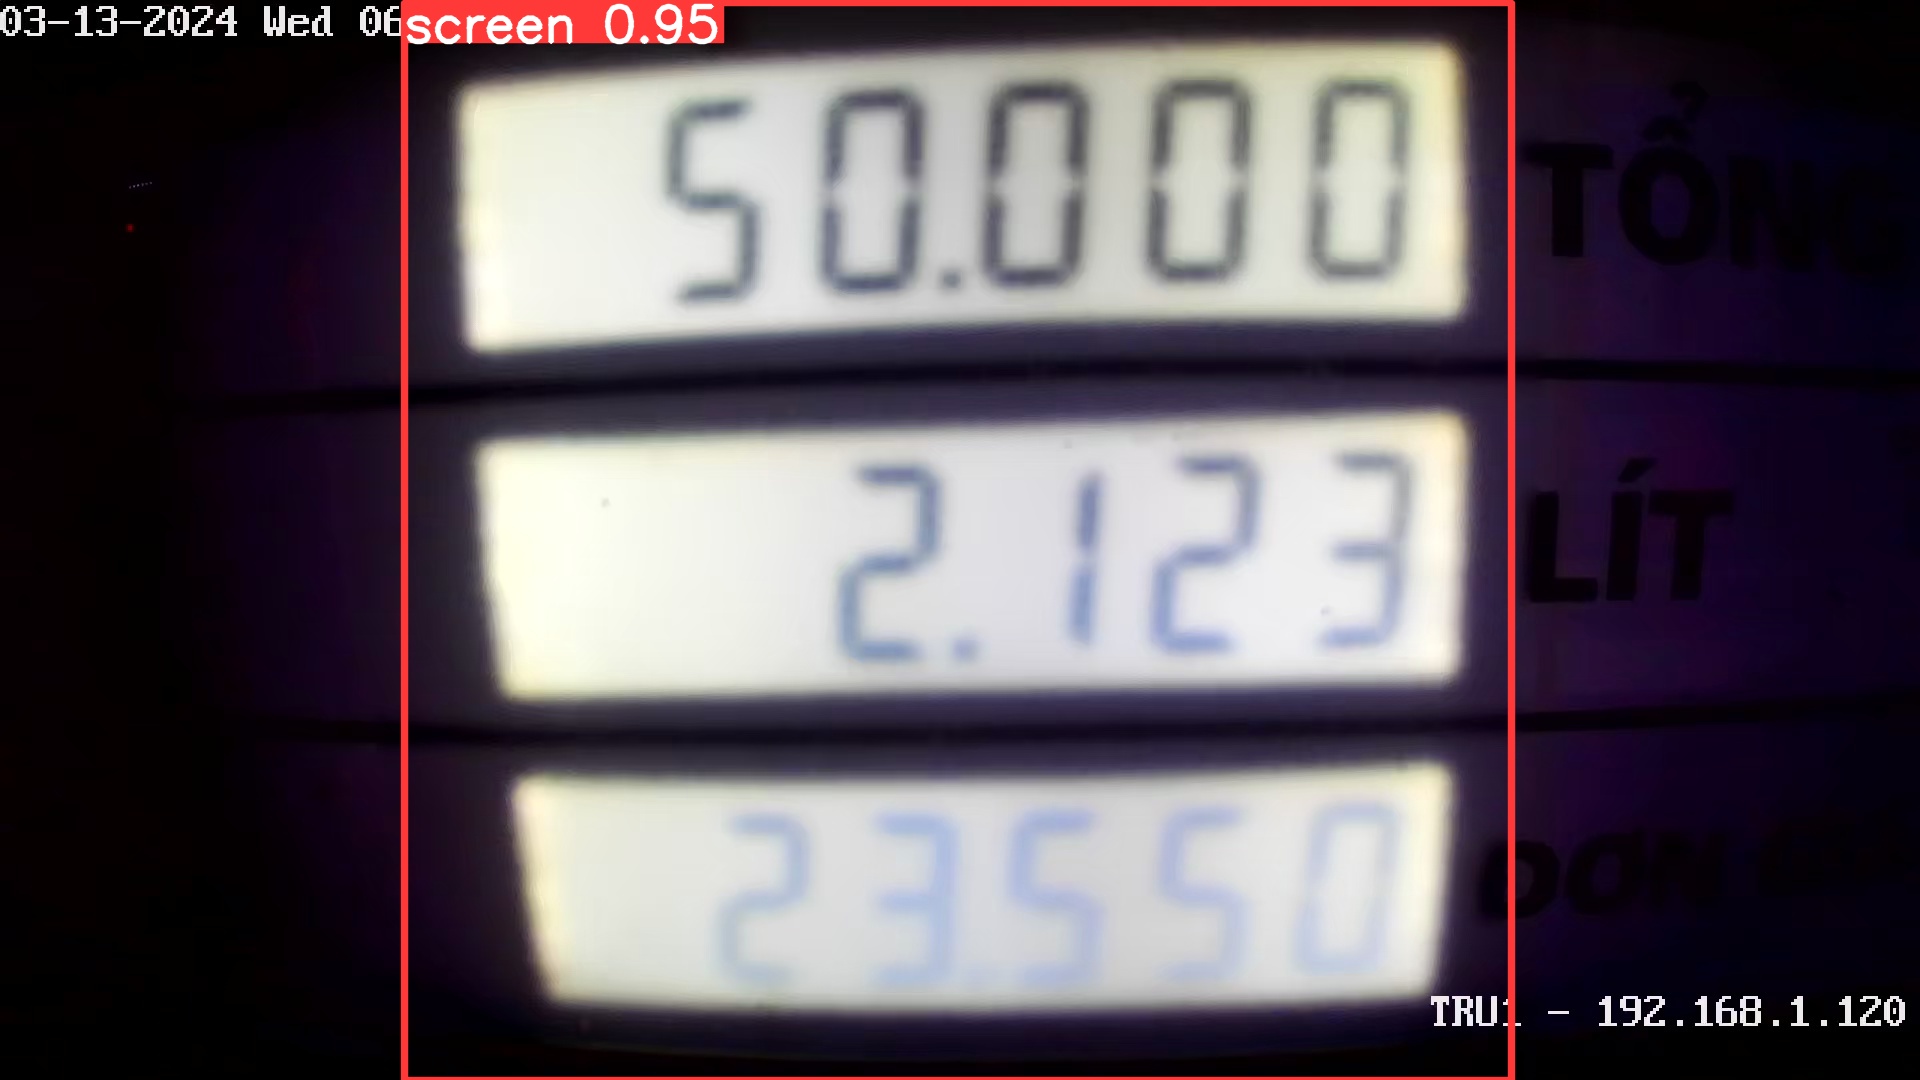 03-13-2024 Wed 06
screen 0.95
50.000
TỔNG
2.123
LÍT
23.550
ĐƠN
TRU1 - 192.168.1.120